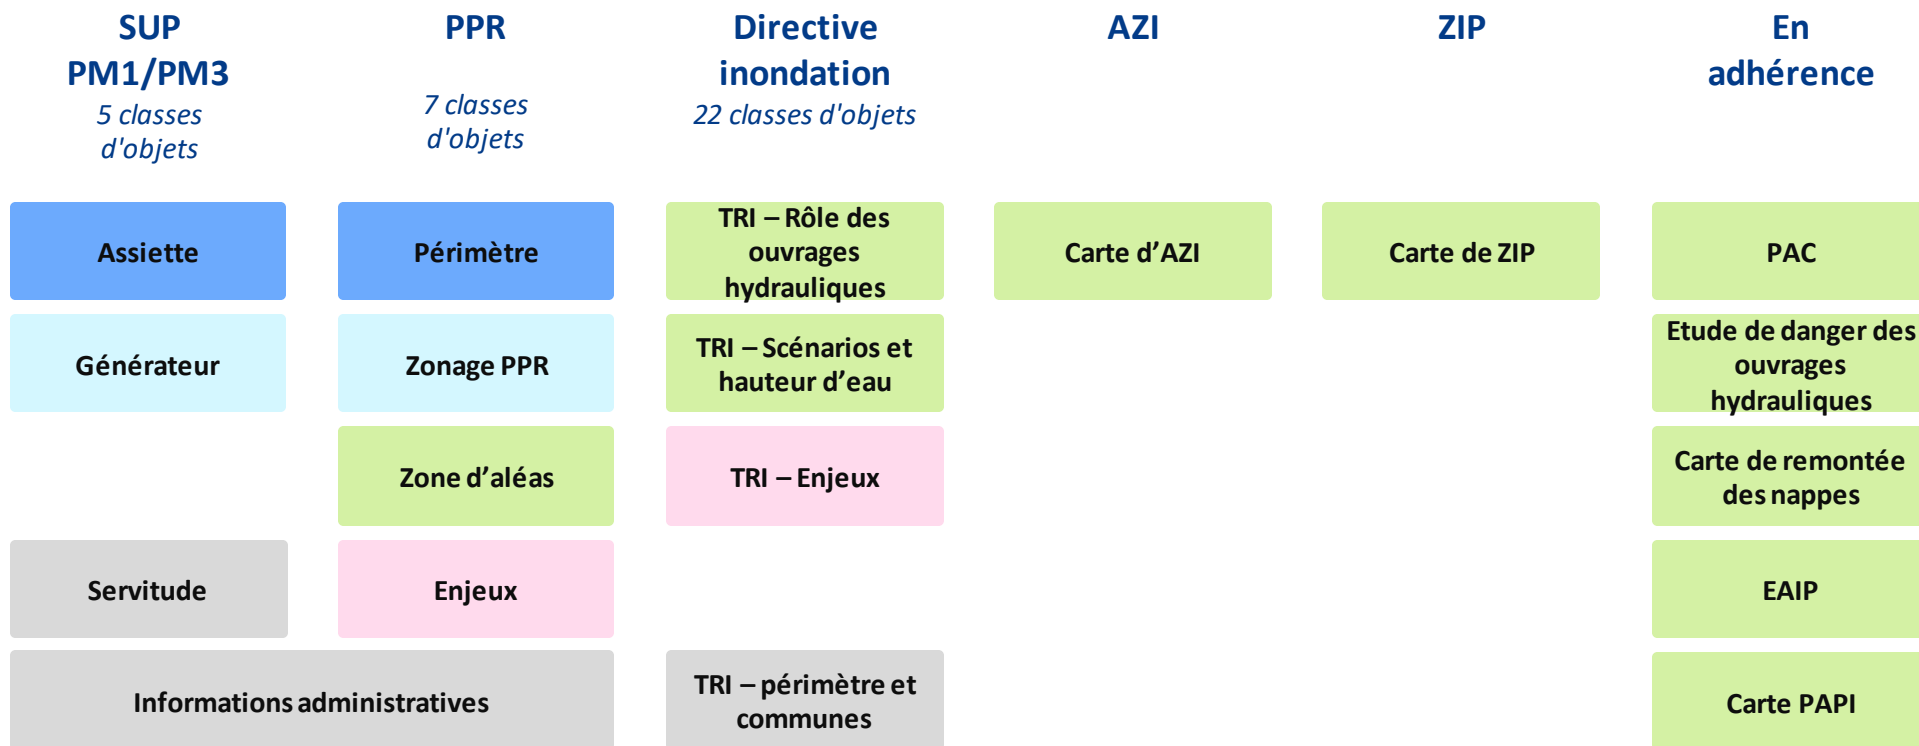 SUP
PM1/PM3
5 classes
d'objets
PPR
7 classes
d'objets
Directive
inondation
22 classes d'objets
AZI
ZIP
En
adhérence
Assiette
Périmètre
TRI – Rôle des
ouvrages
hydrauliques
Carte d’AZI
Carte de ZIP
PAC
Générateur
Zonage PPR
TRI – Scénarios et
hauteur d’eau
Etude de danger des
ouvrages
hydrauliques
Zone d’aléas
TRI – Enjeux
Carte de remontée
des nappes
Servitude
Enjeux
EAIP
Informations administratives
TRI – périmètre et
communes
Carte PAPI